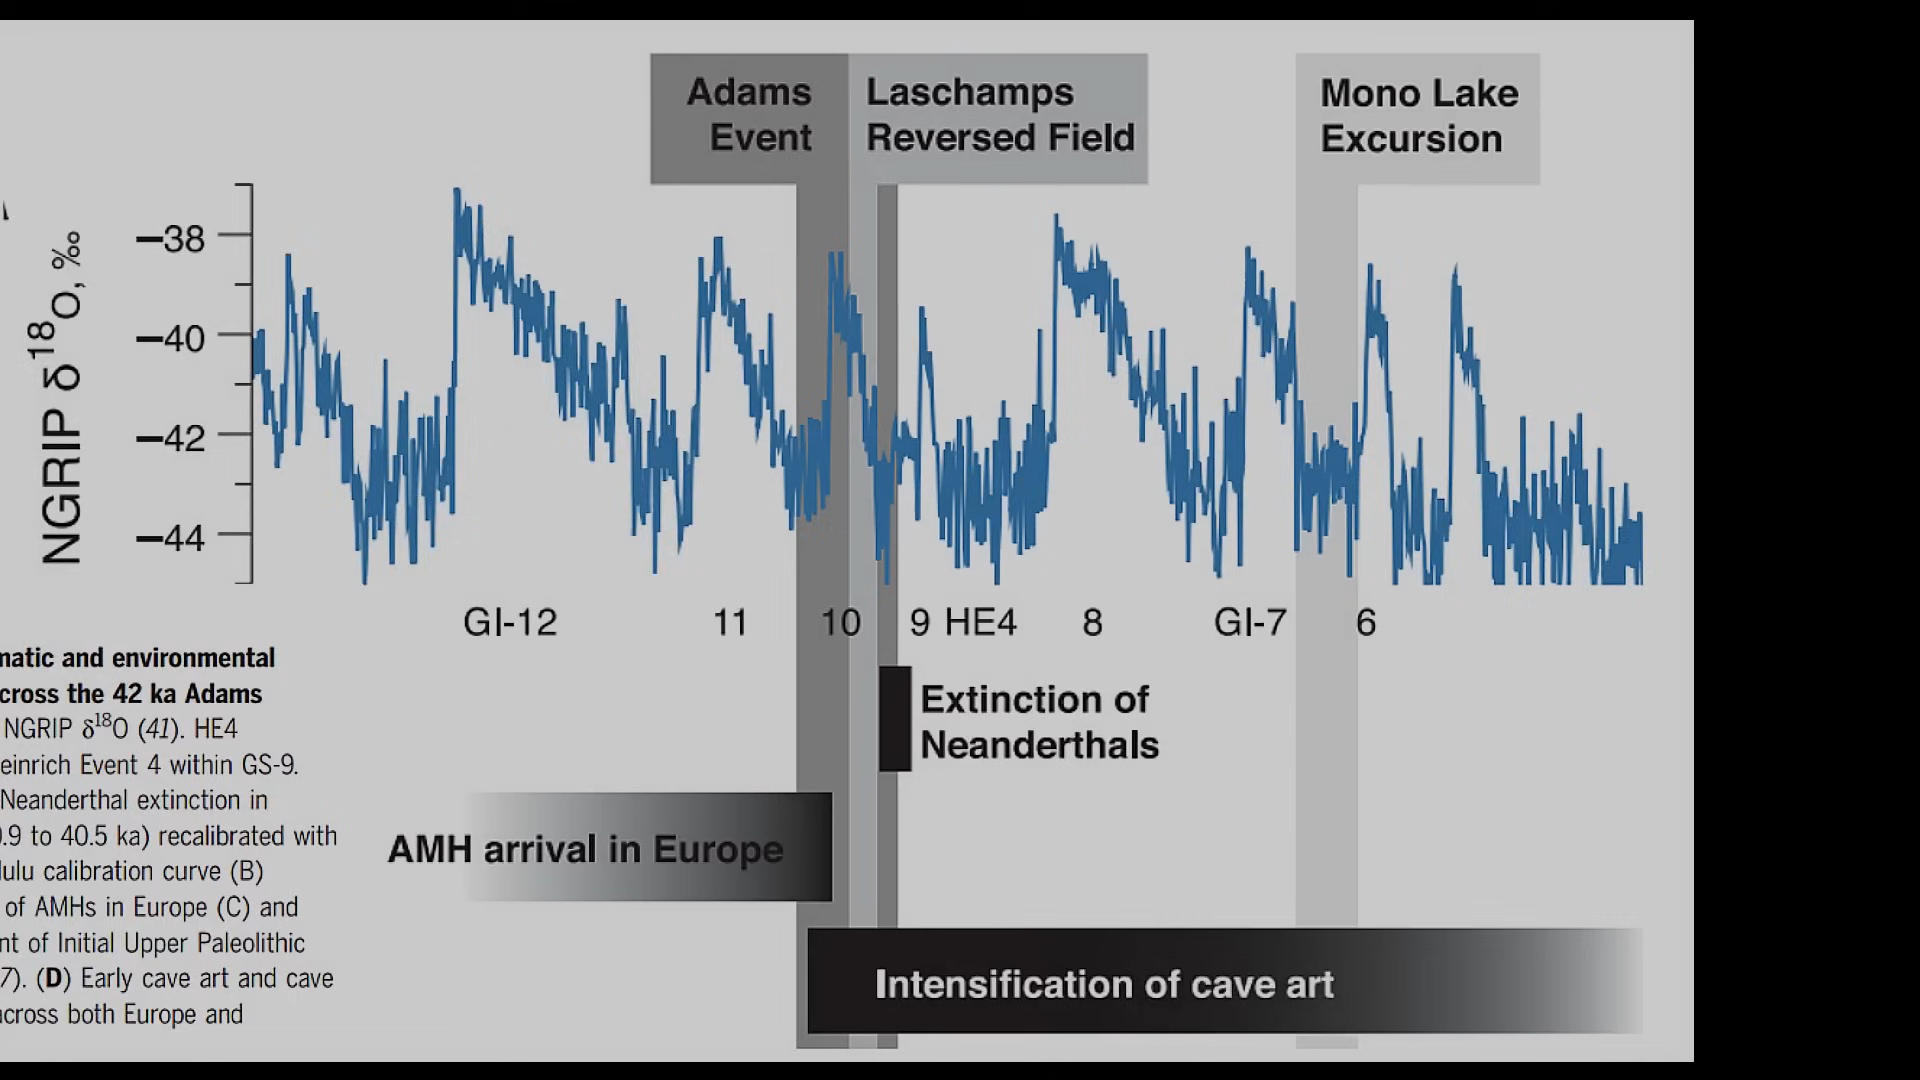 Adams
Event
Laschamps
Reversed Field
Mono Lake
Excursion
NGRIP δ¹⁸O, ‰
–38
–40
–42
–44
GI-12
11
10
9
HE4
8
GI-7
6
Extinction of
Neanderthals
AMH arrival in Europe
Intensification of cave art
matic and environmental
cross the 42 ka Adams
NGRIP δ¹⁸O (41). HE4
einrich Event 4 within GS-9.
Neanderthal extinction in
0.9 to 40.5 ka) recalibrated with
ulu calibration curve (B)
of AMHs in Europe (C) and
nt of Initial Upper Paleolithic
7). (D) Early cave art and cave
across both Europe and